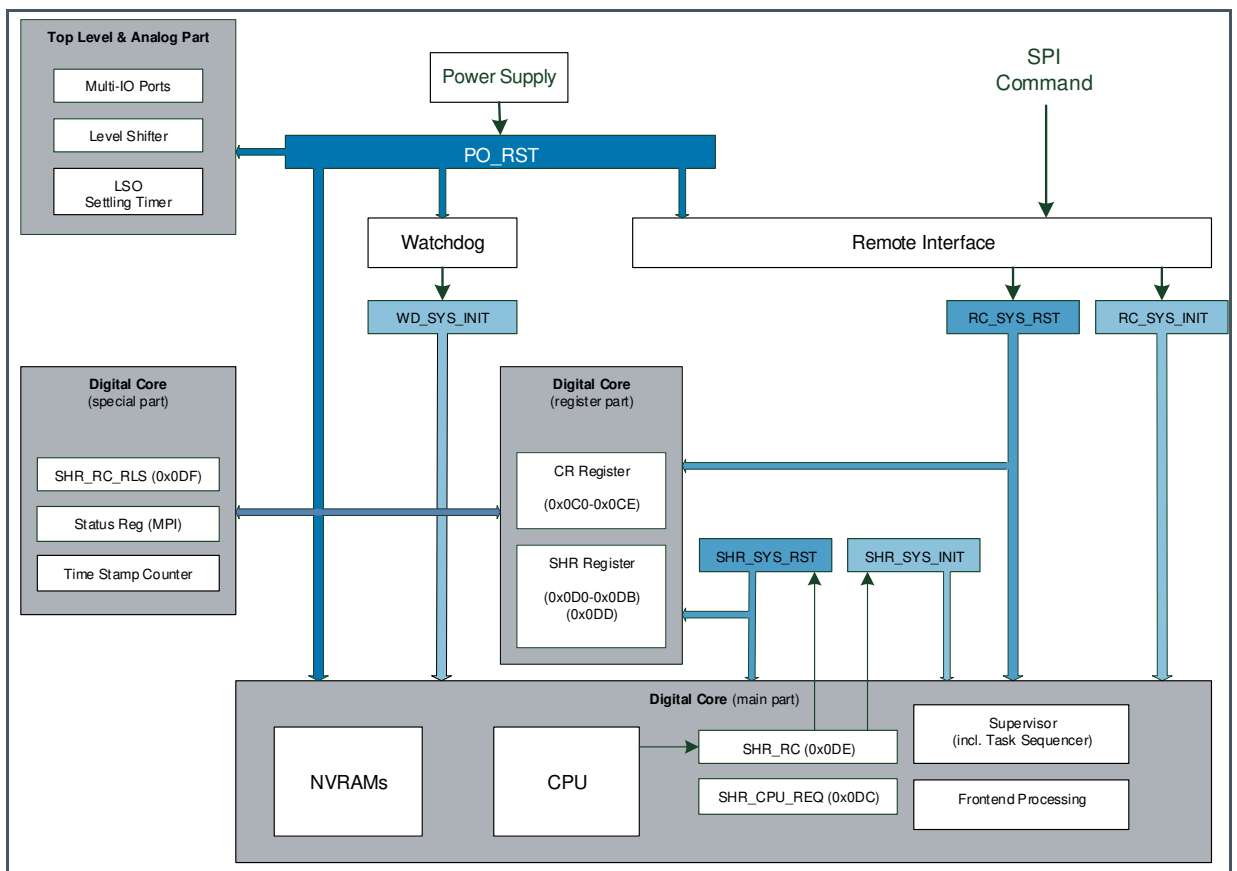 Top Level & Analog Part
Multi-IO Ports
Level Shifter
LSO
Settling Timer
Power Supply
SPI
Command
PO_RST
Watchdog
Remote Interface
WD_SYS_INIT
RC_SYS_RST
RC_SYS_INIT
Digital Core
(special part)
SHR_RC_RLS (0x0DF)
Status Reg (MPI)
Time Stamp Counter
Digital Core
(register part)
CR Register
(0x0C0-0x0CE)
SHR Register
(0x0D0-0x0DB)
(0x0DD)
SHR_SYS_RST
SHR_SYS_INIT
Digital Core (main part)
NVRAMs
CPU
SHR_RC (0x0DE)
SHR_CPU_REQ (0x0DC)
Supervisor
(incl. Task Sequencer)
Frontend Processing